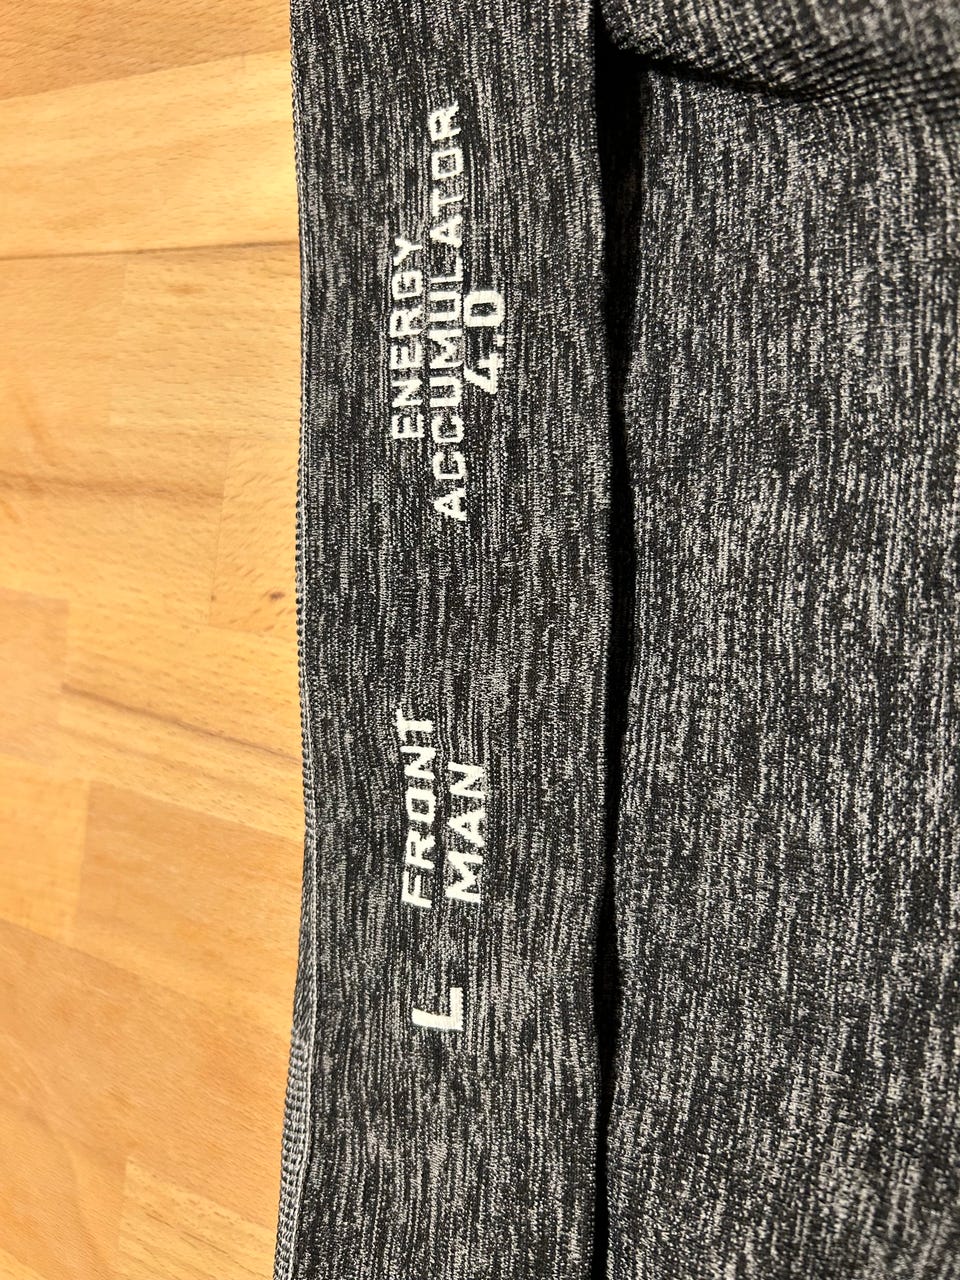 L
FRONT
MAN
ENERGY
ACCUMULATOR
4.0